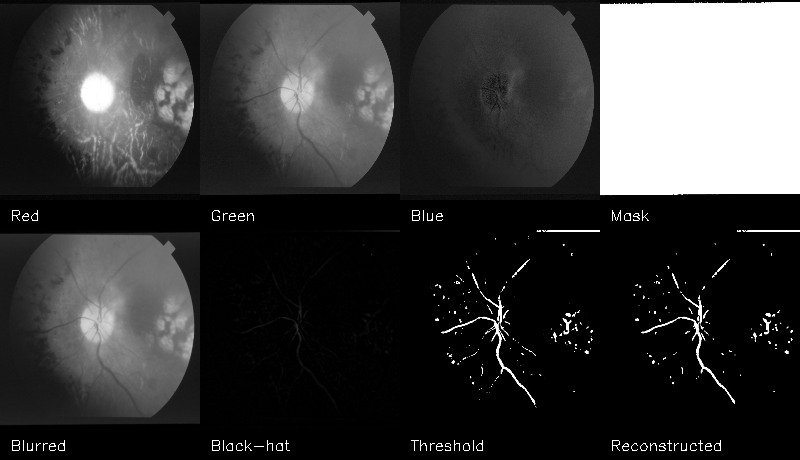 Red
Green
Blue
Mask
Blurred
Black-hat
Threshold
Reconstructed